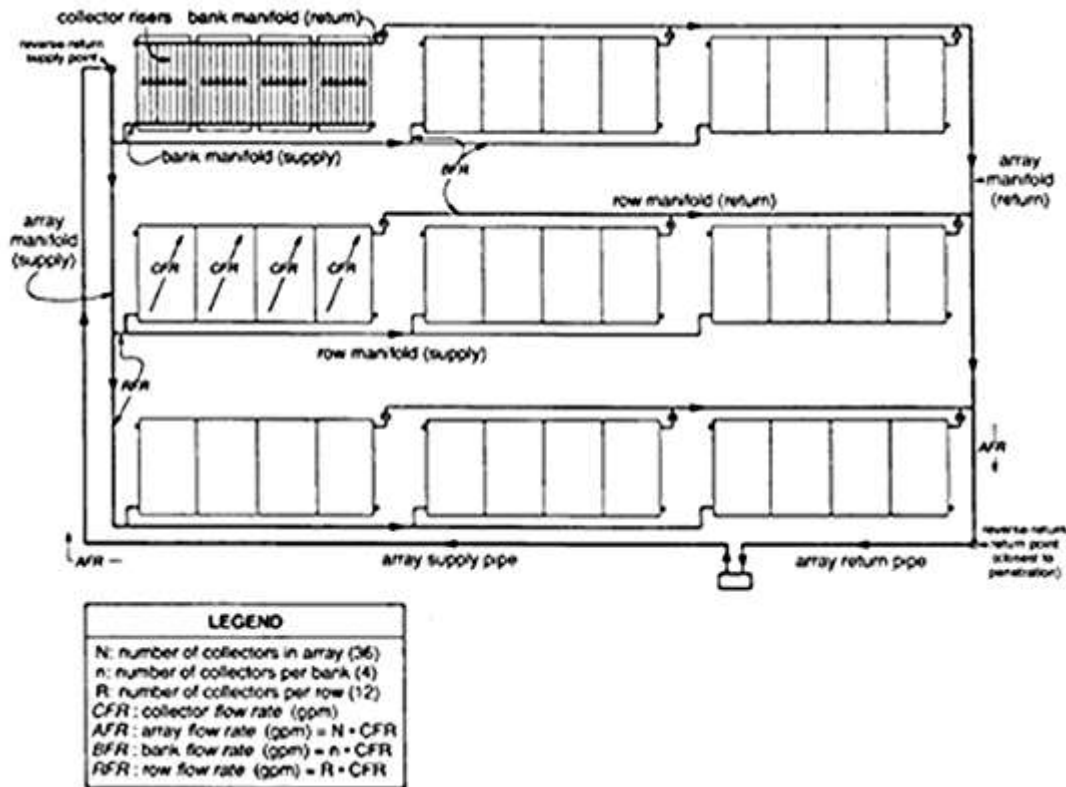 collector risers
bank manifold (return)
reverse-return
supply point
bank manifold (supply)
BFR
array
manifold
(return)
row manifold (return)
array
manifold
(supply)
CFR
CFR
CFR
CFR
row manifold (supply)
RFR
AFR
reverse-return
return point
(closest to
penetration)
AFR
array supply pipe
array return pipe
LEGEND
N: number of collectors in array (36)
n: number of collectors per bank (4)
R: number of collectors per row (12)
CFR: collector flow rate (gpm)
AFR: array flow rate (gpm) = N • CFR
BFR: bank flow rate (gpm) = n • CFR
RFR: row flow rate (gpm) = R • CFR